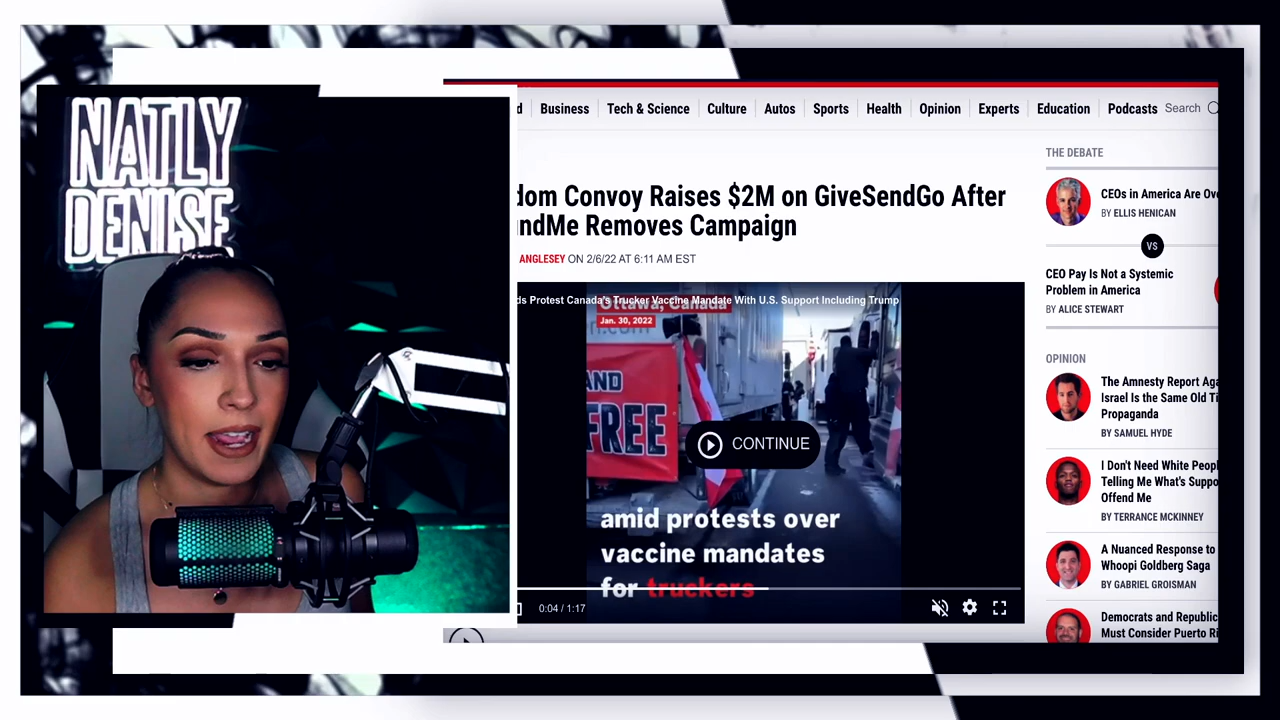 NATLY
DENISE
Business
Tech & Science
Culture
Autos
Sports
Health
Opinion
Experts
Education
Podcasts
Search
dom Convoy Raises $2M on GiveSendGo After
ndMe Removes Campaign
ANGLESEY ON 2/6/22 AT 6:11 AM EST
ds Protest Canada's Trucker Vaccine Mandate With U.S. Support Including Trump
Ottawa, Canada
Jan. 30, 2022
AND
FREE
CONTINUE
amid protests over
vaccine mandates
for truckers
0:04 / 1:17
THE DEBATE
CEOs in America Are Ove
BY ELLIS HENICAN
VS
CEO Pay Is Not a Systemic
Problem in America
BY ALICE STEWART
OPINION
The Amnesty Report Aga
Israel Is the Same Old Ti
Propaganda
BY SAMUEL HYDE
I Don't Need White Peopl
Telling Me What's Suppo
Offend Me
BY TERRANCE MCKINNEY
A Nuanced Response to
Whoopi Goldberg Saga
BY GABRIEL GROISMAN
Democrats and Republic
Must Consider Puerto Ri